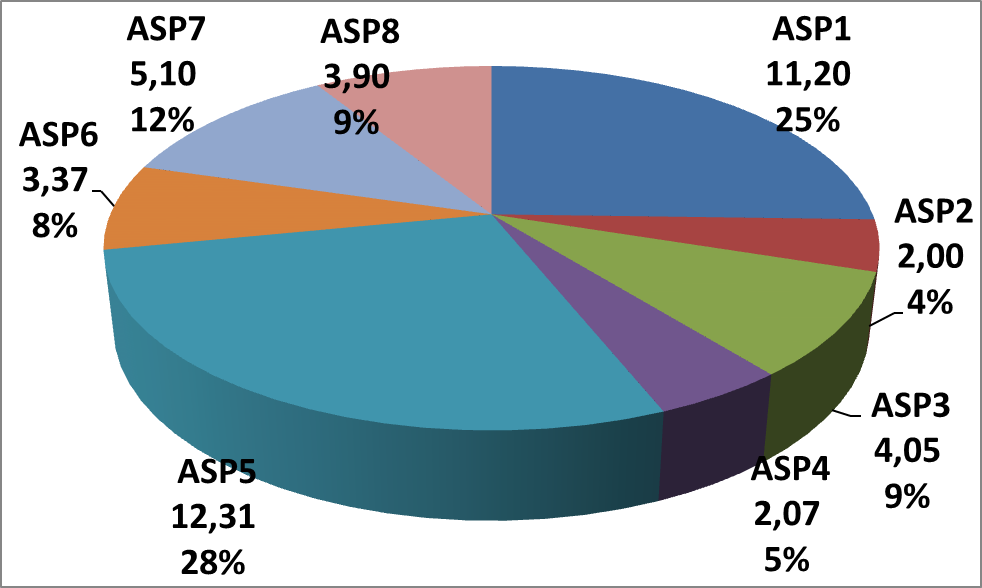 ASP1
11,20
25%
ASP2
2,00
4%
ASP3
4,05
9%
ASP4
2,07
5%
ASP5
12,31
28%
ASP6
3,37
8%
ASP7
5,10
12%
ASP8
3,90
9%